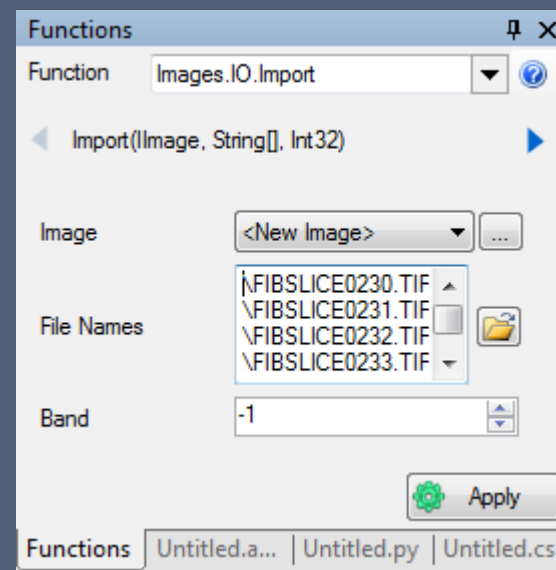 Functions
Function Images.IO.Import
Import(IImage, String[], Int32)
Image <New Image> ...
File Names
\FIBSLICE0230.TIF
\FIBSLICE0231.TIF
\FIBSLICE0232.TIF
\FIBSLICE0233.TIF
Band -1
Apply
Functions Untitled.a... Untitled.py Untitled.cs